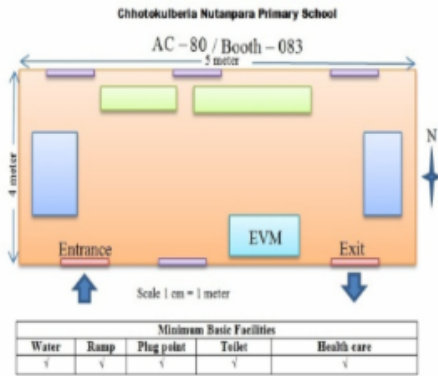 Chhotokulberia Nutanpara Primary School
AC – 80 / Booth – 083
5 meter
4 meter
N
EVM
Entrance
Exit
Scale 1 cm = 1 meter
Minimum Basic Facilities
Water Ramp Plug point Toilet Health care
√ √ √ √ √